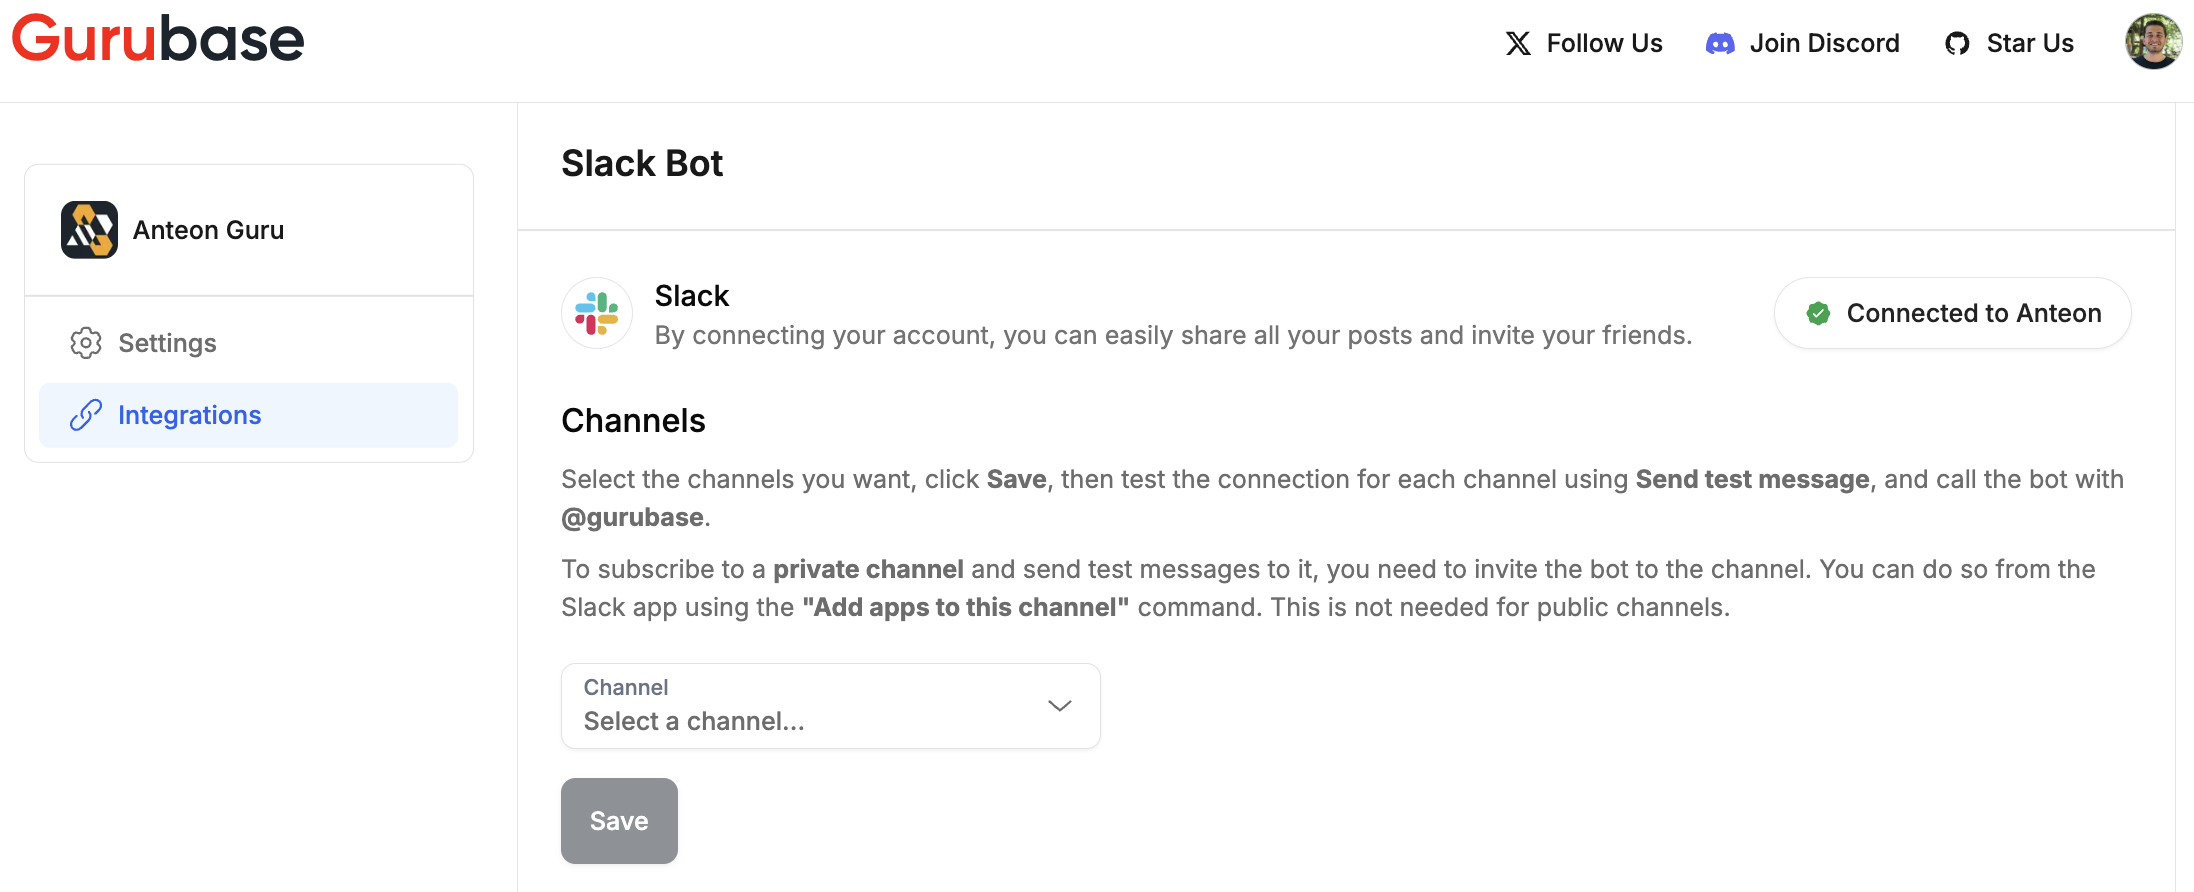 Gurubase
Follow Us
Join Discord
Star Us
Anteon Guru
Settings
Integrations
Slack Bot
Slack
By connecting your account, you can easily share all your posts and invite your friends.
Connected to Anteon
Channels
Select the channels you want, click Save, then test the connection for each channel using Send test message, and call the bot with
@gurubase.
To subscribe to a private channel and send test messages to it, you need to invite the bot to the channel. You can do so from the
Slack app using the "Add apps to this channel" command. This is not needed for public channels.
Channel
Select a channel...
Save